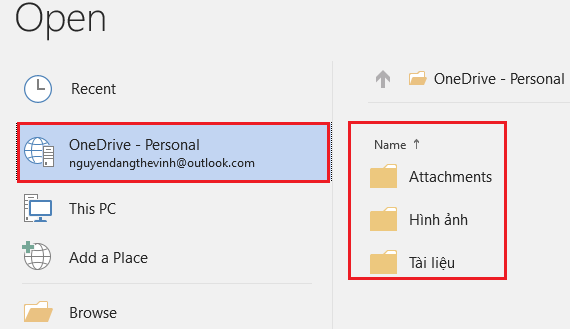 Open
Recent
OneDrive - Personal
nguyendangthevinh@outlook.com
This PC
Add a Place
Browse
OneDrive - Personal
Name ↑
Attachments
Hình ảnh
Tài liệu